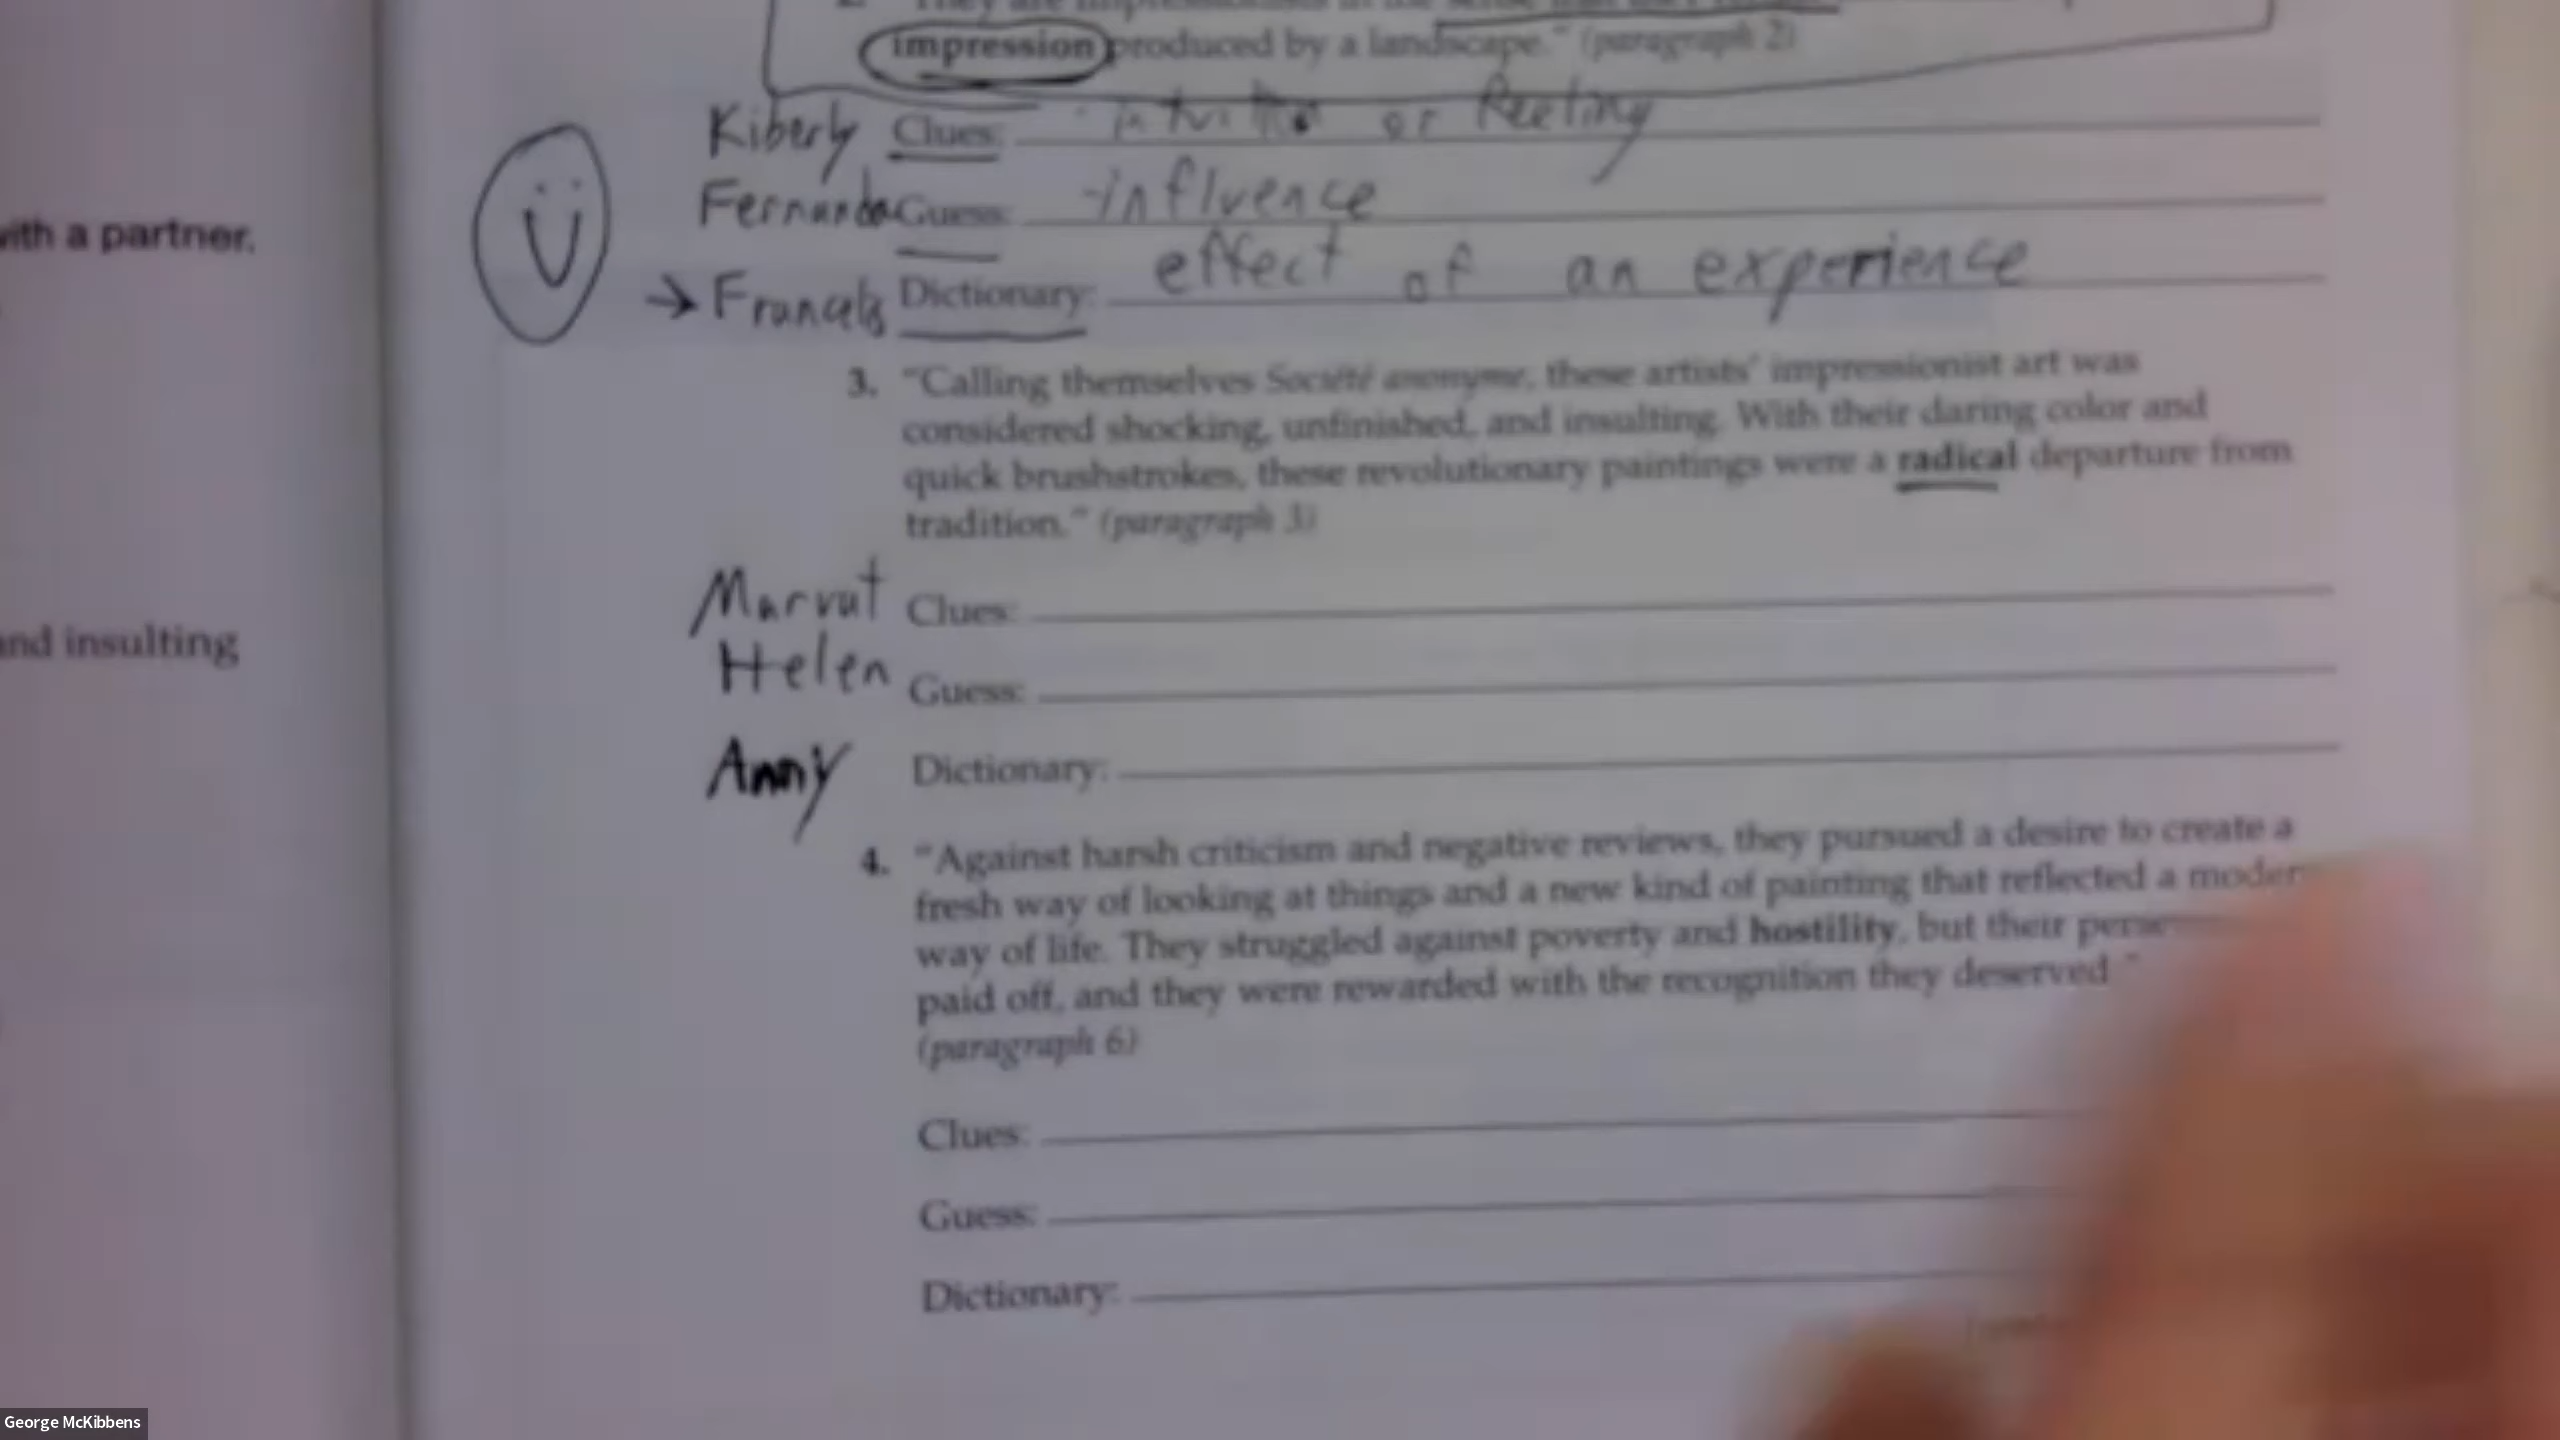 impression produced by a landscape." (paragraph 2)
Kiberly Clues: or feeling
Fernanda Guess: -influence
→ Dictionary: effect of an experience
with a partner.
3. "Calling themselves Société anonyme, these artists' impressionist art was
considered shocking, unfinished, and insulting. With their daring color and
quick brushstrokes, these revolutionary paintings were a radical departure from
tradition." (paragraph 3)
and insulting
Marvat Clues:
Helen Guess:
Anny Dictionary:
4. "Against harsh criticism and negative reviews, they pursued a desire to create a
fresh way of looking at things and a new kind of painting that reflected a modern
way of life. They struggled against poverty and hostility, but their
paid off, and they were rewarded with the recognition they deserved."
(paragraph 6)
Clues:
Guess:
Dictionary:
George McKibbens